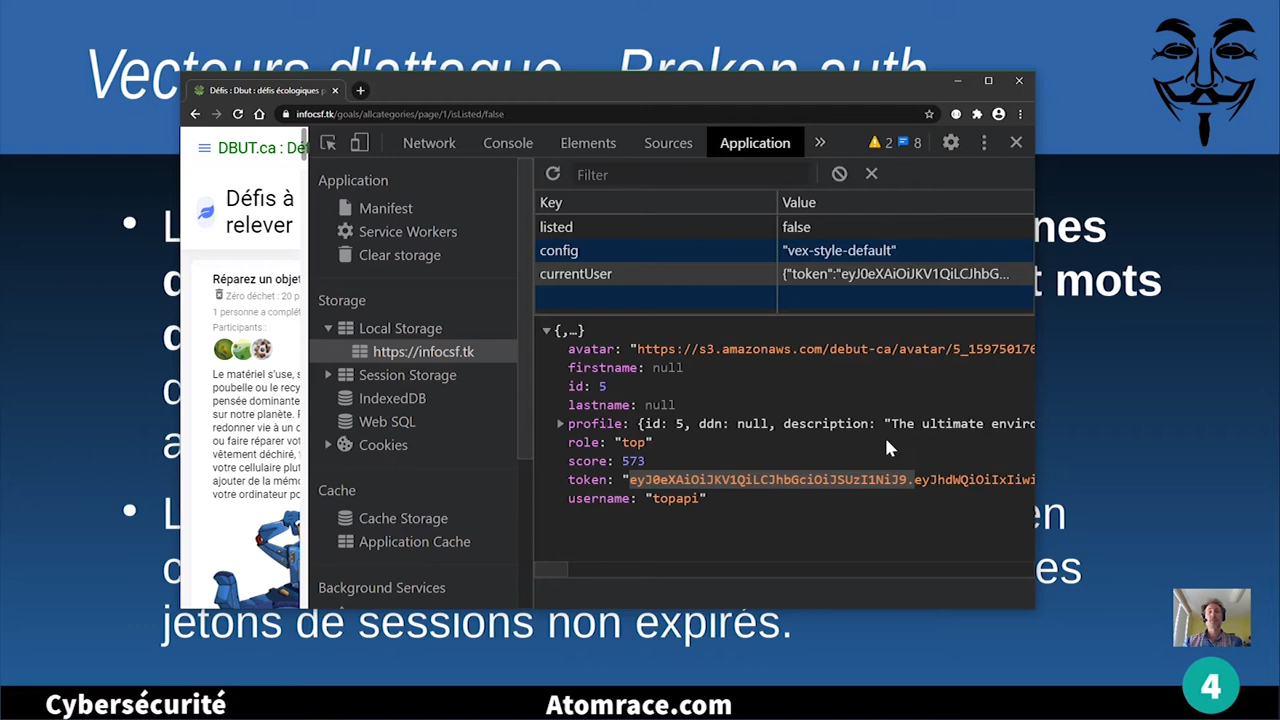 Vecteurs d'attaque - Broken auth
Défis : Dbut : défis écologiques p
infocsf.tk/goals/allcategories/page/1/isListed/false
DBUT.ca : Dé
Défis à
relever
Réparez un objet
Zéro déchet : 20 p
1 personne a complét
Participants :
Le matériel s'use, s
poubelle ou le recy
pensée dominante
sur notre planète. F
redonner vie à un c
ou faire réparer vot
vêtement déchiré,
votre cellulaire plut
ajouter de la mémo
votre ordinateur po
Network
Console
Elements
Sources
Application
»
2
8
Application
Manifest
Service Workers
Clear storage
Storage
Local Storage
https://infocsf.tk
Session Storage
IndexedDB
Web SQL
Cookies
Cache
Cache Storage
Application Cache
Background Services
Filter
Key Value
listed false
config "vex-style-default"
currentUser {"token":"eyJ0eXAiOiJKV1QiLCJhbG...
{,…}
avatar: "https://s3.amazonaws.com/debut-ca/avatar/5_159750176
firstname: null
id: 5
lastname: null
profile: {id: 5, ddn: null, description: "The ultimate enviro
role: "top"
score: 573
token: "eyJ0eXAiOiJKV1QiLCJhbGciOiJSUzI1NiJ9.eyJhdWQiOiIxIiwi
username: "topapi"
nes
t mots
en
es
jetons de sessions non expirés.
Cybersécurité
Atomrace.com
4